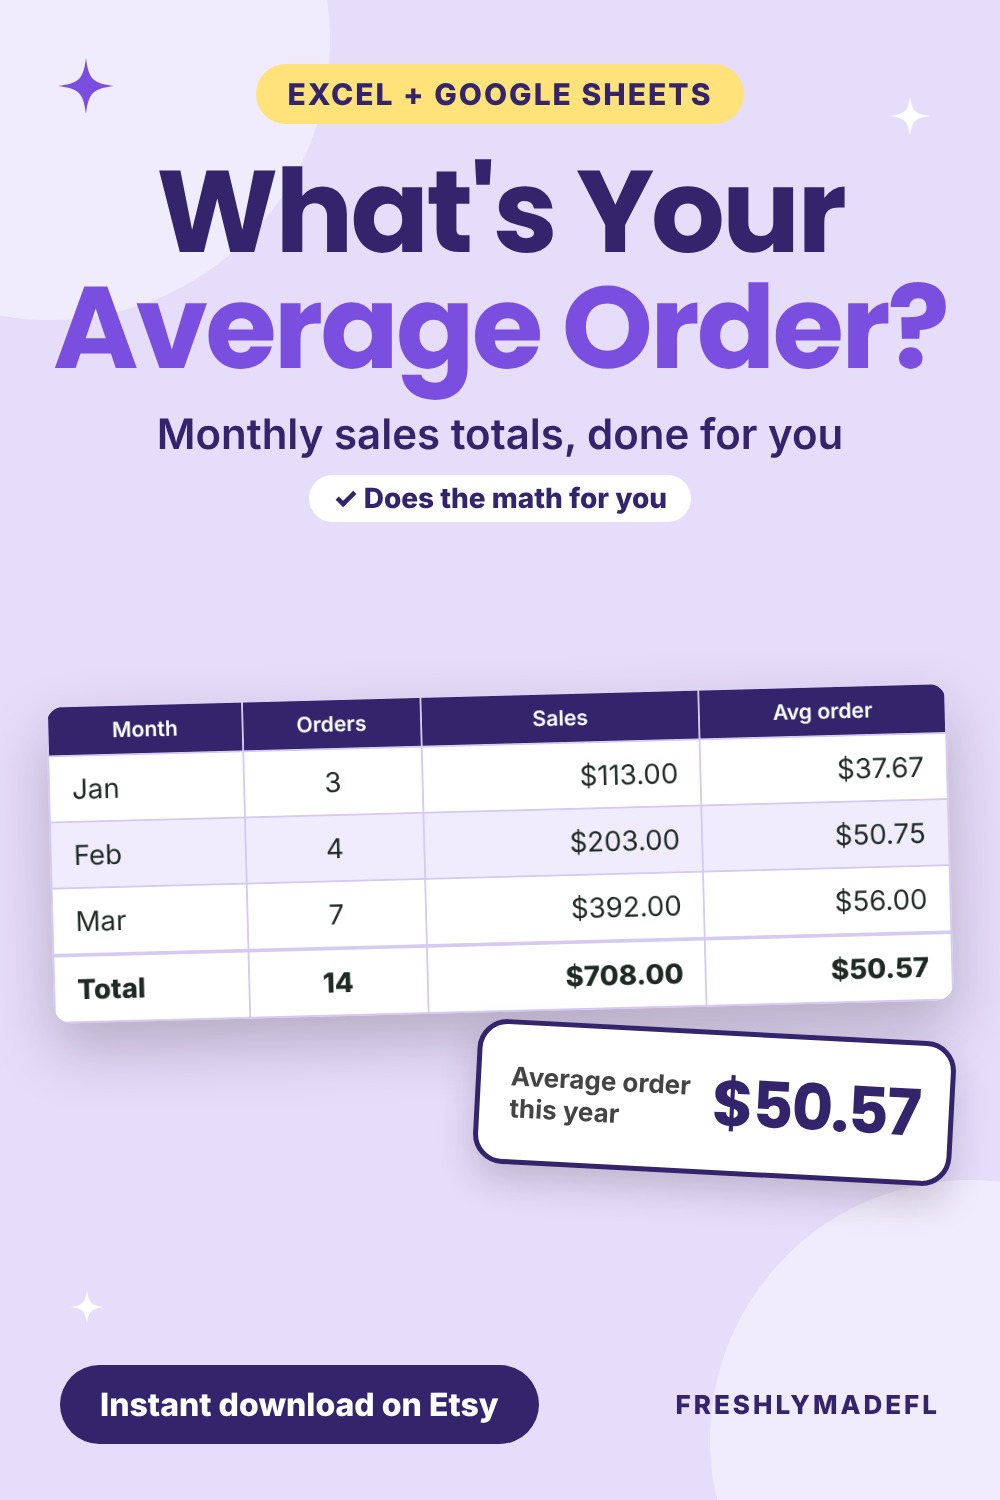 EXCEL + GOOGLE SHEETS
What's Your
Average Order?
Monthly sales totals, done for you
✓ Does the math for you
Month Orders Sales Avg order
Jan 3 $113.00 $37.67
Feb 4 $203.00 $50.75
Mar 7 $392.00 $56.00
Total 14 $708.00 $50.57
Average order
this year
$50.57
Instant download on Etsy
FRESHLYMADEFL